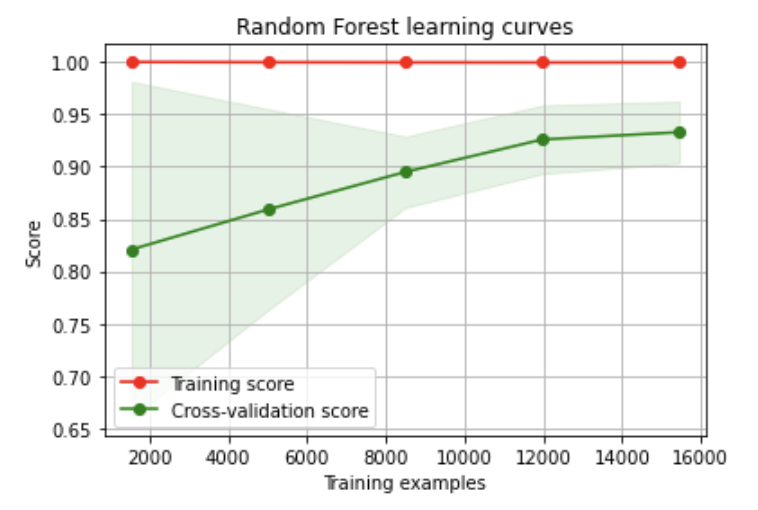 Random Forest learning curves
1.00
0.95
0.90
0.85
0.80
0.75
0.70
0.65
Score
Training score
Cross-validation score
2000 4000 6000 8000 10000 12000 14000 16000
Training examples